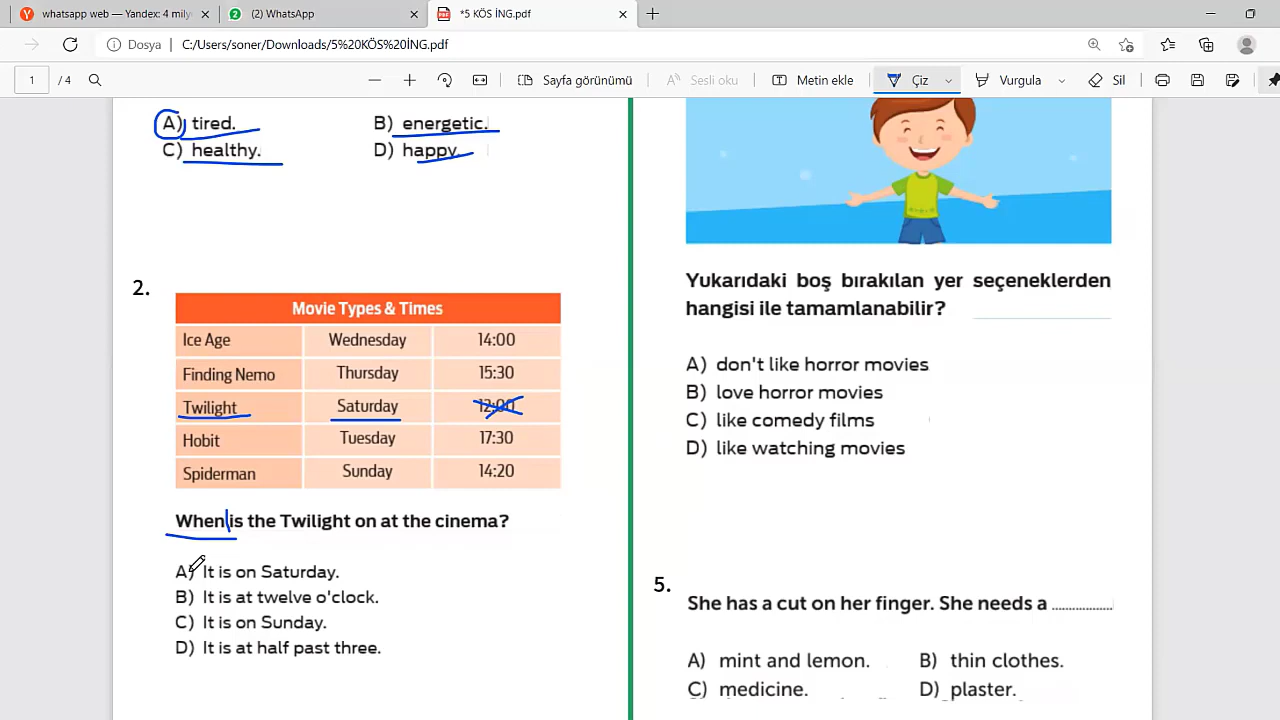 whatsapp web — Yandex: 4 mily
(2) WhatsApp
*5 KÖS İNG.pdf
Dosya
C:/Users/soner/Downloads/5%20KÖS%20İNG.pdf
1 / 4
Sayfa görünümü
Sesli oku
Metin ekle
Çiz
Vurgula
Sil
A) tired. B) energetic.
C) healthy. D) happy.
2.
Movie Types & Times
Ice Age Wednesday 14:00
Finding Nemo Thursday 15:30
Twilight Saturday 12:00
Hobit Tuesday 17:30
Spiderman Sunday 14:20
When is the Twilight on at the cinema?
A) It is on Saturday.
B) It is at twelve o'clock.
C) It is on Sunday.
D) It is at half past three.
Yukarıdaki boş bırakılan yer seçeneklerden
hangisi ile tamamlanabilir?
A) don't like horror movies
B) love horror movies
C) like comedy films
D) like watching movies
5.
She has a cut on her finger. She needs a ..................
A) mint and lemon. B) thin clothes.
C) medicine. D) plaster.